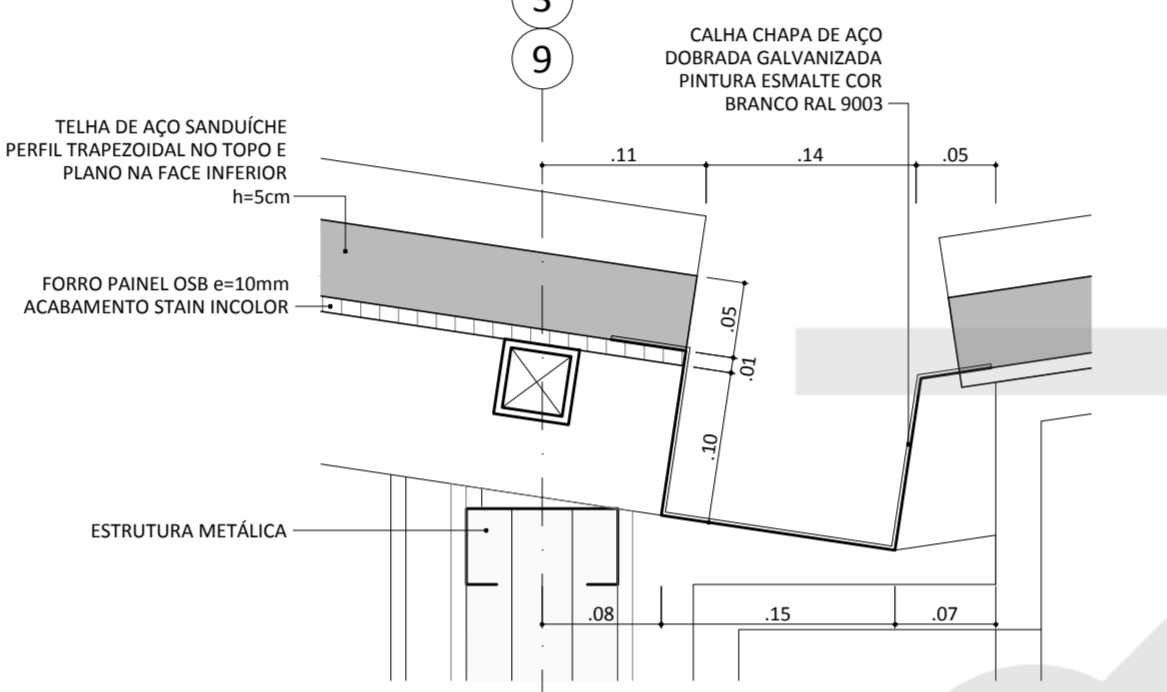 9
CALHA CHAPA DE AÇO
DOBRADA GALVANIZADA
PINTURA ESMALTE COR
BRANCO RAL 9003
TELHA DE AÇO SANDUÍCHE
PERFIL TRAPEZOIDAL NO TOPO E
PLANO NA FACE INFERIOR
h=5cm
.11
.14
.05
FORRO PAINEL OSB e=10mm
ACABAMENTO STAIN INCOLOR
.05
.01
.10
ESTRUTURA METÁLICA
.08
.15
.07